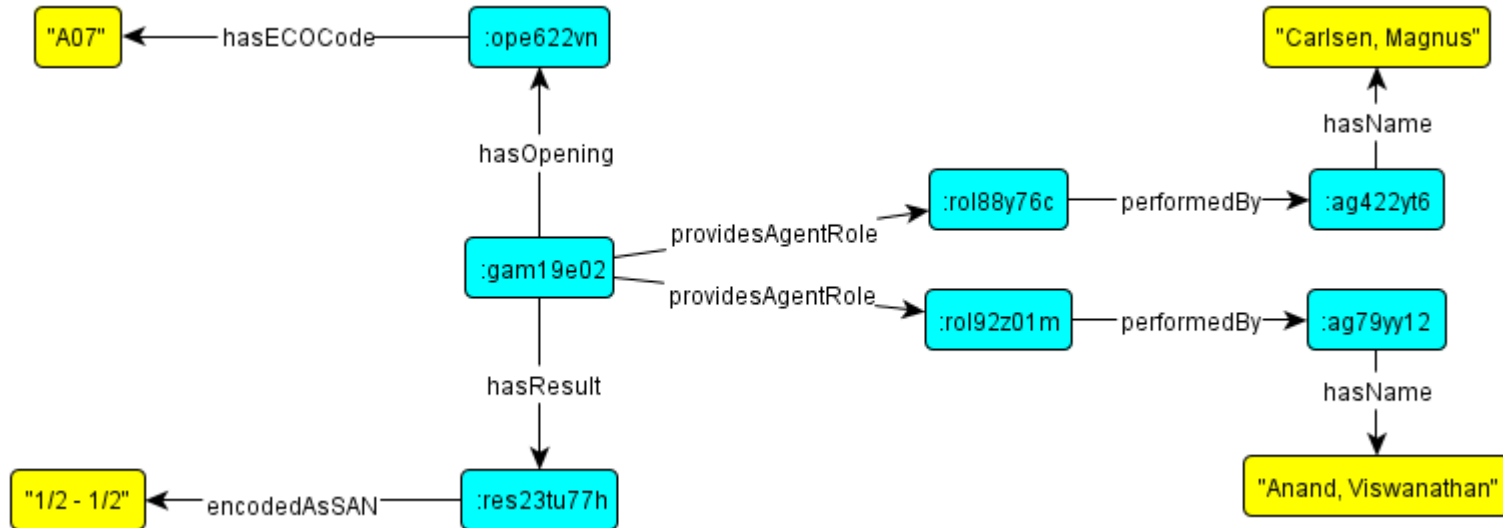 "A07"
hasECOCode
:ope622vn
"Carlsen, Magnus"
hasOpening
hasName
:rol88y76c
performedBy
:ag422yt6
providesAgentRole
:gam19e02
providesAgentRole
:rol92z01m
performedBy
:ag79yy12
hasResult
hasName
"1/2 - 1/2"
encodedAsSAN
:res23tu77h
"Anand, Viswanathan"